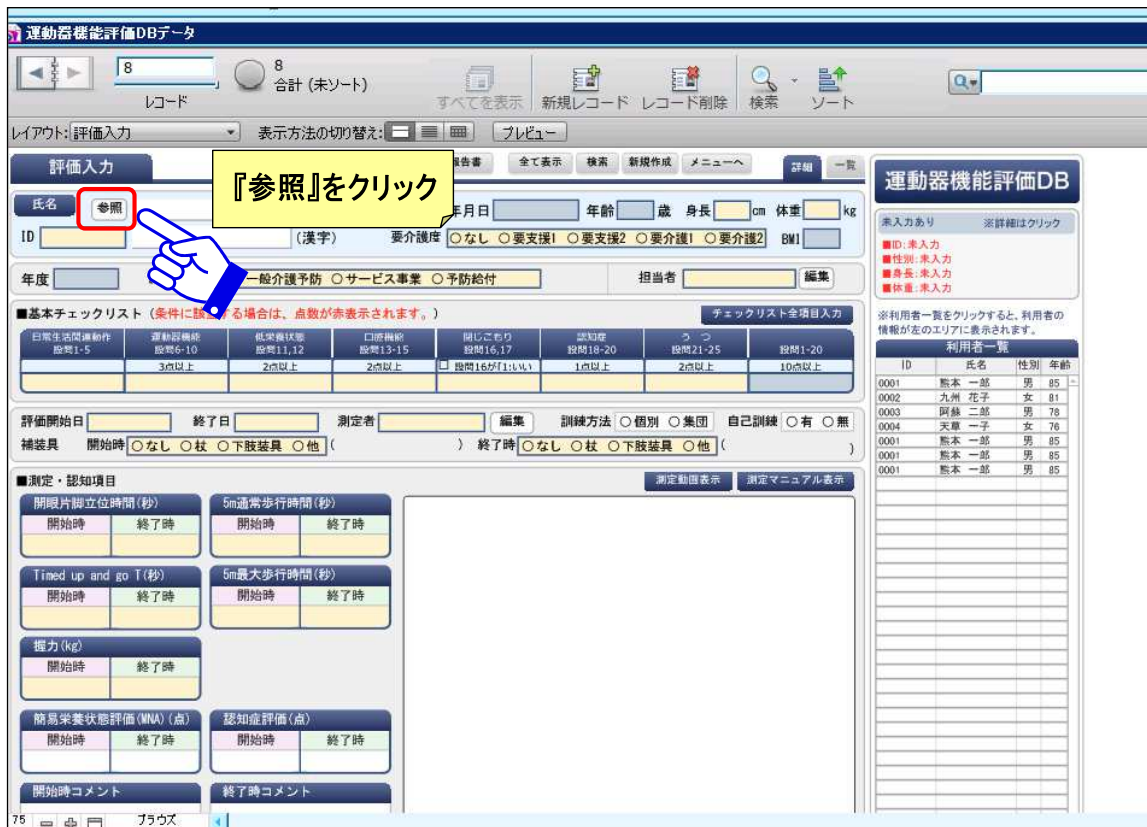 運動器機能評価DBデータ
8
レコード
8
合計 (未ソート)
すべてを表示
新規レコード
レコード削除
検索
ソート
レイアウト: 評価入力
表示方法の切り替え:
プレビュー
評価入力
報告書
全て表示
検索
新規作成
メニューへ
詳細
一覧
『参照』をクリック
氏名
参照
年月日
年齢
歳
身長
cm
体重
kg
ID
(漢字)
要介護度
なし
要支援1
要支援2
要介護1
要介護2
BMI
年度
一般介護予防
サービス事業
予防給付
担当者
編集
■基本チェックリスト (条件に該
する場合は、点数が赤表示されます。)
チェックリスト全項目入力
日常生活関連動作
設問1-5
運動器機能
設問6-10
3点以上
低栄養状態
設問11,12
2点以上
口腔機能
設問13-15
2点以上
閉じこもり
設問16,17
設問16が「1:いい
認知症
設問18-20
1点以上
うつ
設問21-25
2点以上
設問1-20
10点以上
評価開始日
終了日
測定者
編集
訓練方法
個別
集団
自己訓練
有
無
補装具
開始時
なし
杖
下肢装具
他
(
)
終了時
なし
杖
下肢装具
他
(
)
■測定・認知項目
測定動画表示
測定マニュアル表示
開眼片脚立位時間(秒)
開始時
終了時
5m通常歩行時間(秒)
開始時
終了時
Timed up and go T(秒)
開始時
終了時
5m最大歩行時間(秒)
開始時
終了時
握力(kg)
開始時
終了時
簡易栄養状態評価(MNA)(点)
開始時
終了時
認知症評価(点)
開始時
終了時
開始時コメント
終了時コメント
75
ブラウズ
運動器機能評価DB
未入力あり
※詳細はクリック
■ID:未入力
■性別:未入力
■身長:未入力
■体重:未入力
※利用者一覧をクリックすると、利用者の
情報が左のエリアに表示されます。
利用者一覧
ID 氏名 性別 年齢
0001 熊本 一郎 男 85
0002 九州 花子 女 81
0003 阿蘇 二郎 男 78
0004 天草 一子 女 76
0001 熊本 一郎 男 85
0001 熊本 一郎 男 85
0001 熊本 一郎 男 85